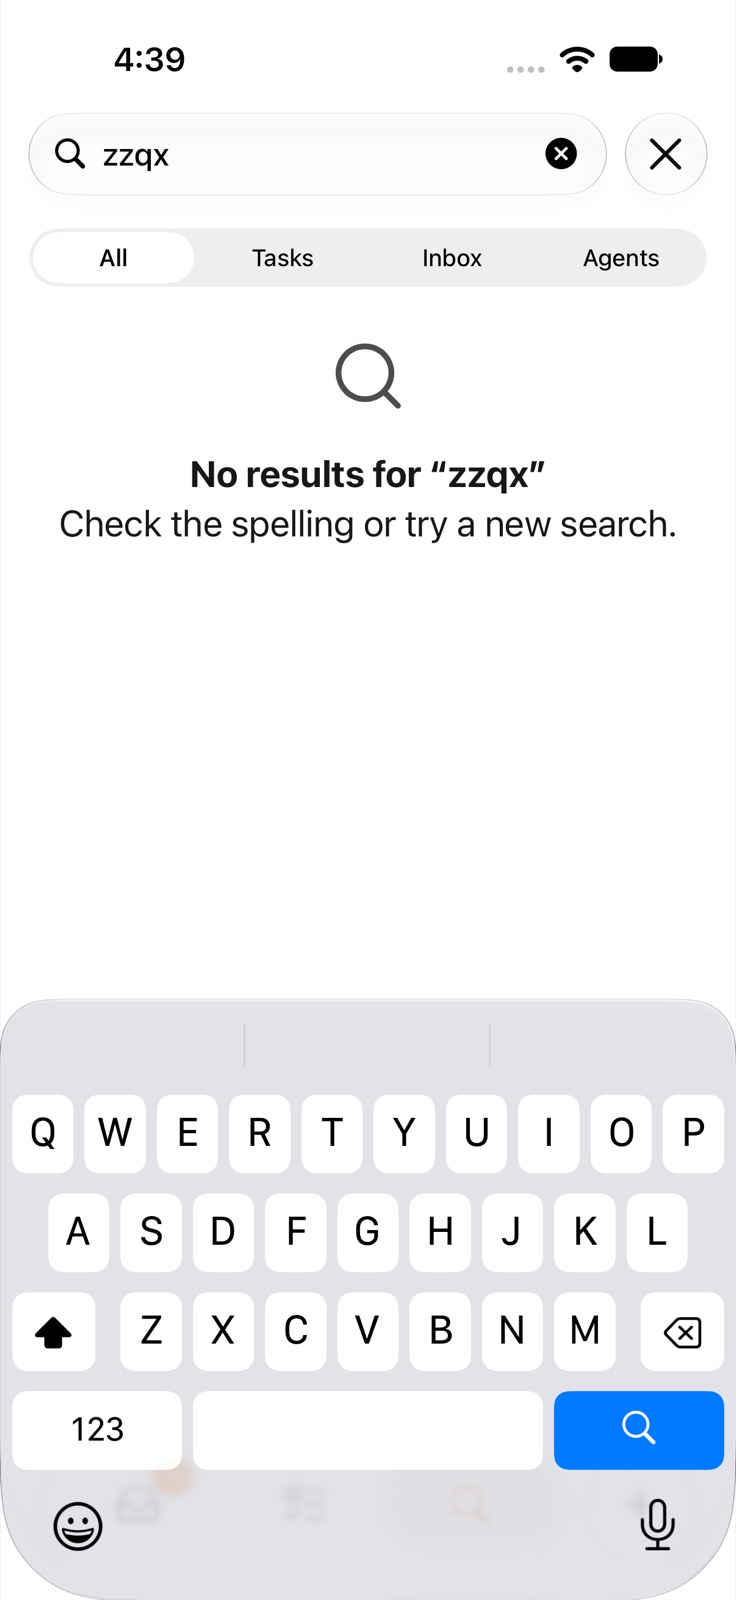 4:39
zzqx
All Tasks Inbox Agents
No results for “zzqx”
Check the spelling or try a new search.
Q W E R T Y U I O P
A S D F G H J K L
Z X C V B N M
123